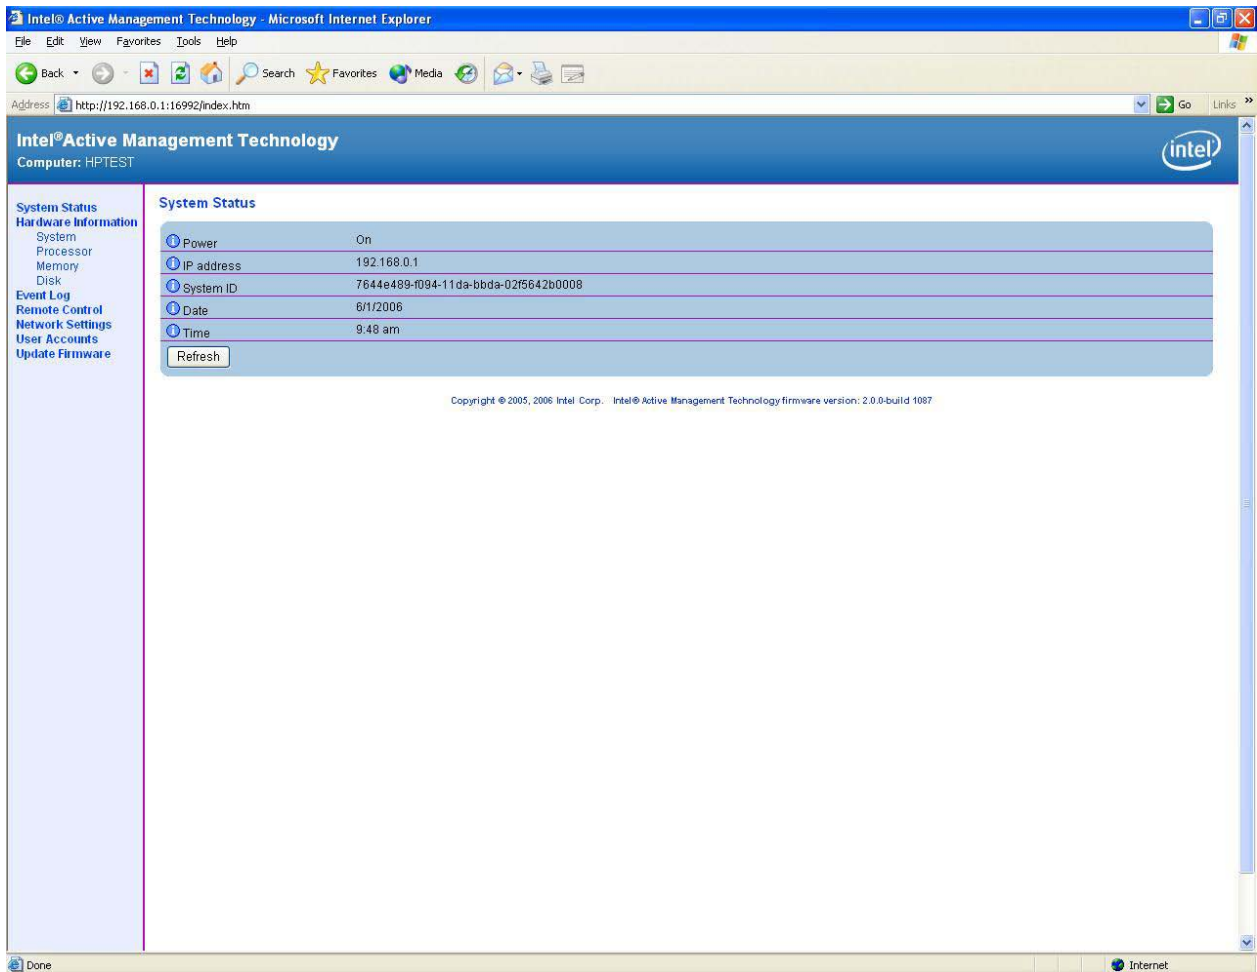 Intel® Active Management Technology - Microsoft Internet Explorer
File Edit View Favorites Tools Help
Back Search Favorites Media
Address http://192.168.0.1:16992/index.htm Go Links »
Intel®Active Management Technology
Computer: HPTEST
intel
System Status
Hardware Information
System
Processor
Memory
Disk
Event Log
Remote Control
Network Settings
User Accounts
Update Firmware
System Status
Power On
IP address 192.168.0.1
System ID 7644e489-f094-11da-bbda-02f5642b0008
Date 6/1/2006
Time 9:48 am
Refresh
Copyright © 2005, 2006 Intel Corp. Intel® Active Management Technology firmware version: 2.0.0-build 1087
Done Internet